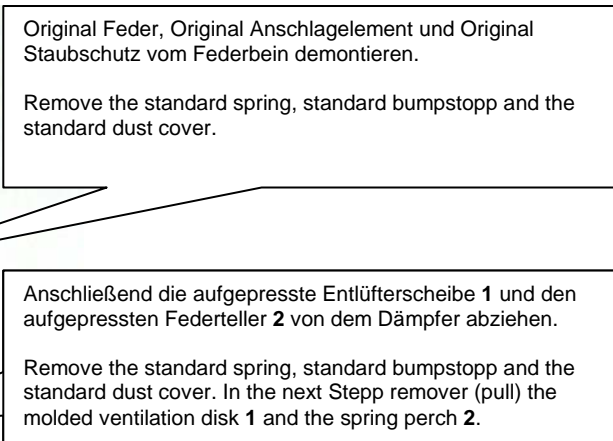 Original Feder, Original Anschlagelement und Original
Staubschutz vom Federbein demontieren.
Remove the standard spring, standard bumpstopp and the
standard dust cover.
Anschließend die aufgepresste Entlüfterscheibe 1 und den
aufgepressten Federteller 2 von dem Dämpfer abziehen.
Remove the standard spring, standard bumpstopp and the
standard dust cover. In the next Stepp remover (pull) the
molded ventilation disk 1 and the spring perch 2.